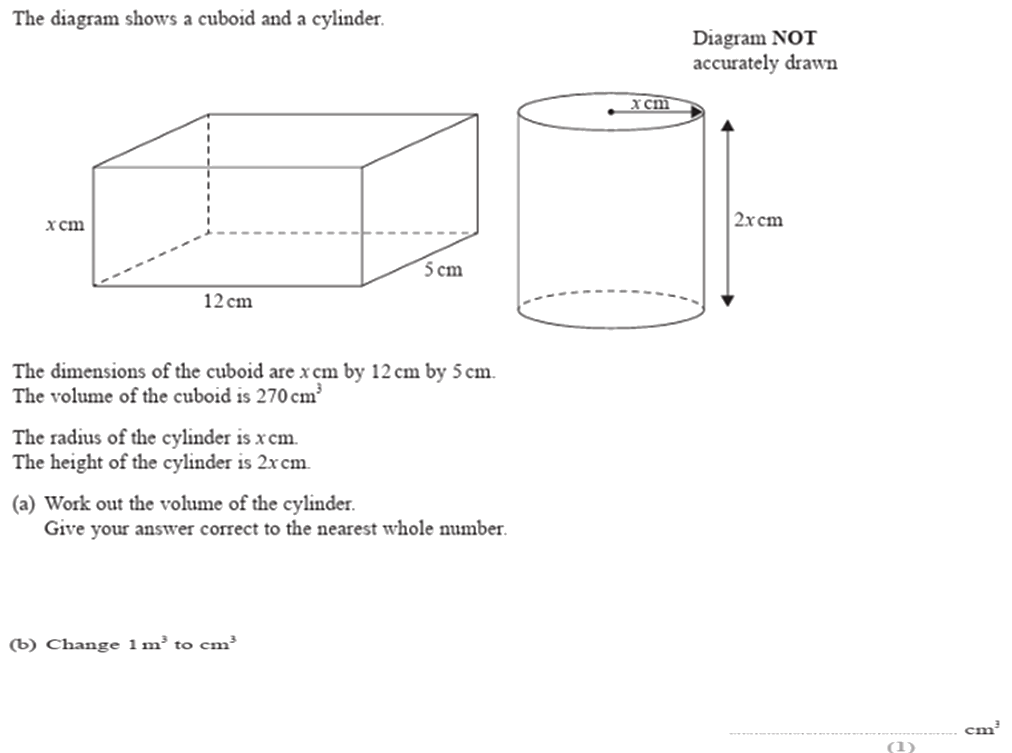 The diagram shows a cuboid and a cylinder.
Diagram NOT
accurately drawn
x cm
x cm
2x cm
5 cm
12 cm
The dimensions of the cuboid are x cm by 12 cm by 5 cm.
The volume of the cuboid is 270 cm³
The radius of the cylinder is x cm.
The height of the cylinder is 2x cm.
(a) Work out the volume of the cylinder.
Give your answer correct to the nearest whole number.
(b) Change 1 m³ to cm³
.................................................. cm³
(1)